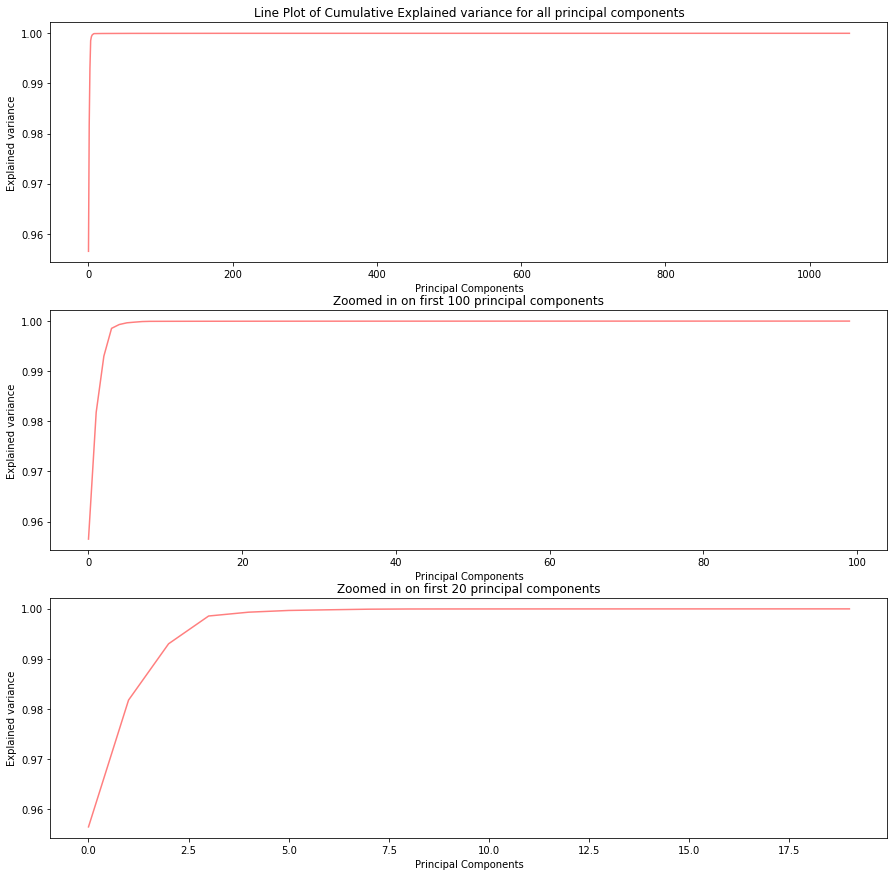 Line Plot of Cumulative Explained variance for all principal components
1.00
0.99
0.98
0.97
0.96
Explained variance
0 200 400 600 800 1000
Principal Components
Zoomed in on first 100 principal components
1.00
0.99
0.98
0.97
0.96
Explained variance
0 20 40 60 80 100
Principal Components
Zoomed in on first 20 principal components
1.00
0.99
0.98
0.97
0.96
Explained variance
0.0 2.5 5.0 7.5 10.0 12.5 15.0 17.5
Principal Components